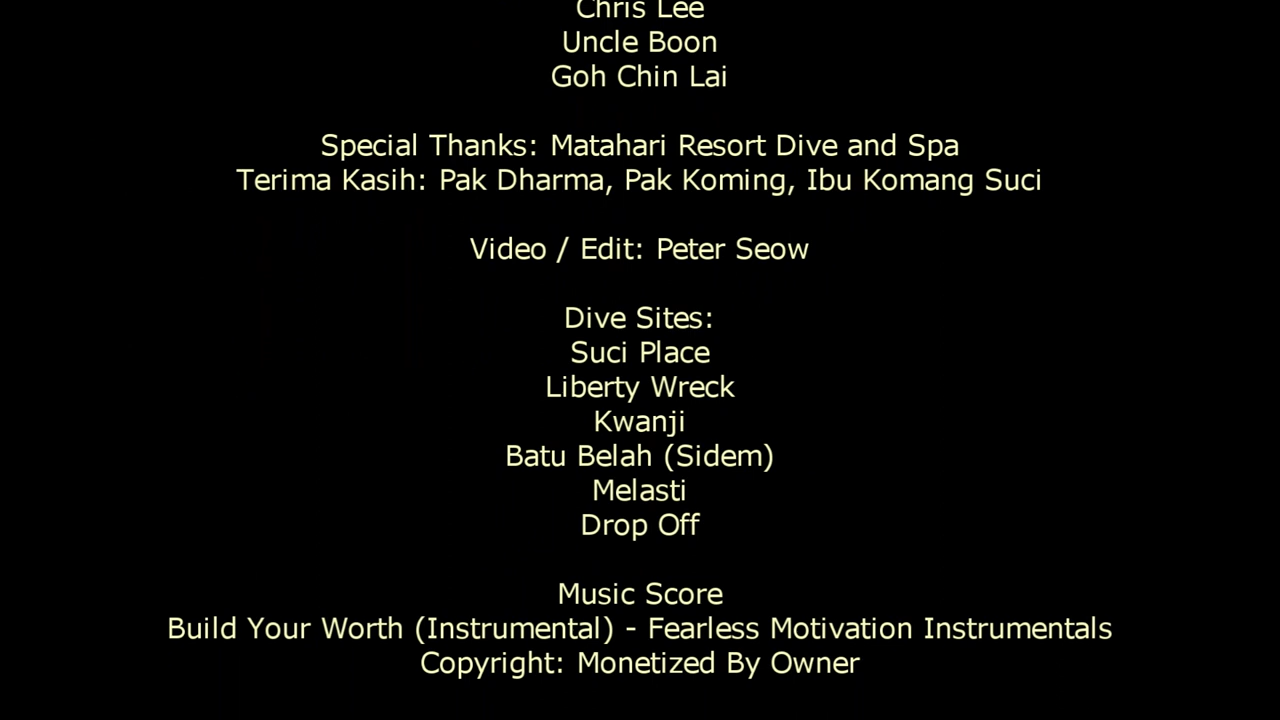 Chris Lee
Uncle Boon
Goh Chin Lai
Special Thanks: Matahari Resort Dive and Spa
Terima Kasih: Pak Dharma, Pak Koming, Ibu Komang Suci
Video / Edit: Peter Seow
Dive Sites:
Suci Place
Liberty Wreck
Kwanji
Batu Belah (Sidem)
Melasti
Drop Off
Music Score
Build Your Worth (Instrumental) - Fearless Motivation Instrumentals
Copyright: Monetized By Owner